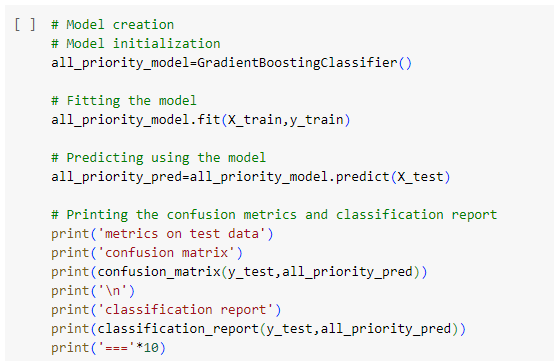 [ ] # Model creation
# Model initialization
all_priority_model=GradientBoostingClassifier()
# Fitting the model
all_priority_model.fit(X_train,y_train)
# Predicting using the model
all_priority_pred=all_priority_model.predict(X_test)
# Printing the confusion metrics and classification report
print('metrics on test data')
print('confusion matrix')
print(confusion_matrix(y_test,all_priority_pred))
print('\n')
print('classification report')
print(classification_report(y_test,all_priority_pred))
print('==='*10)